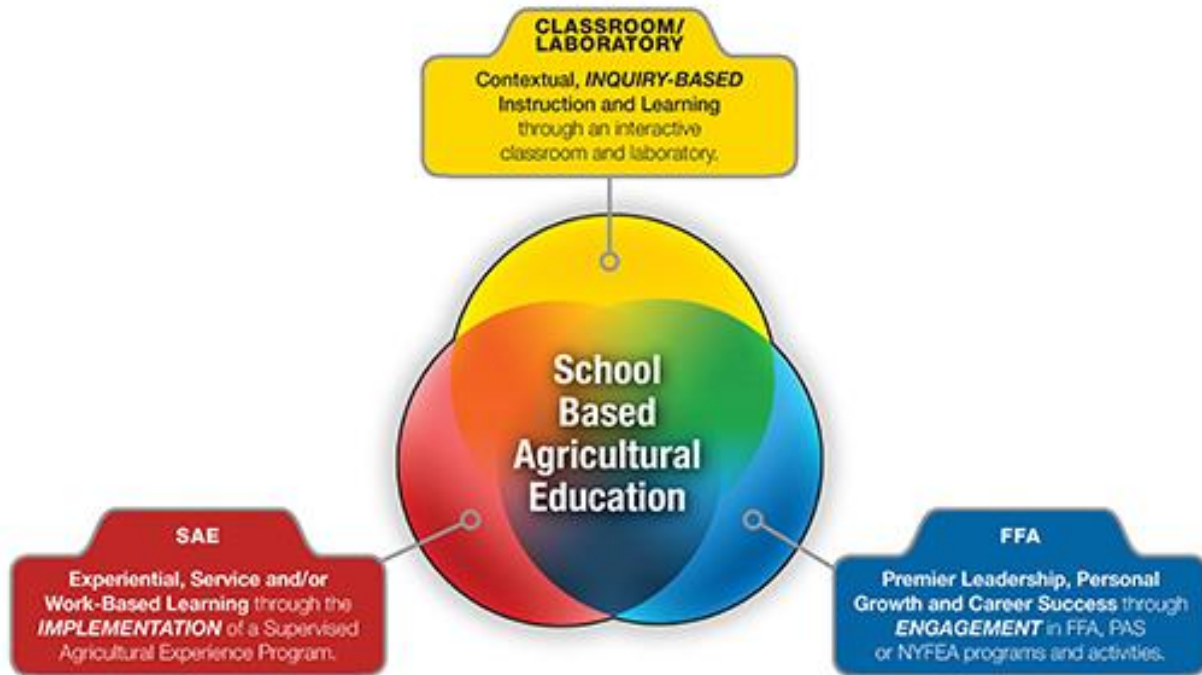 CLASSROOM/
LABORATORY
Contextual, INQUIRY-BASED
Instruction and Learning
through an interactive
classroom and laboratory.
School
Based
Agricultural
Education
SAE
Experiential, Service and/or
Work-Based Learning through the
IMPLEMENTATION of a Supervised
Agricultural Experience Program.
FFA
Premier Leadership, Personal
Growth and Career Success through
ENGAGEMENT in FFA, PAS
or NYFEA programs and activities.